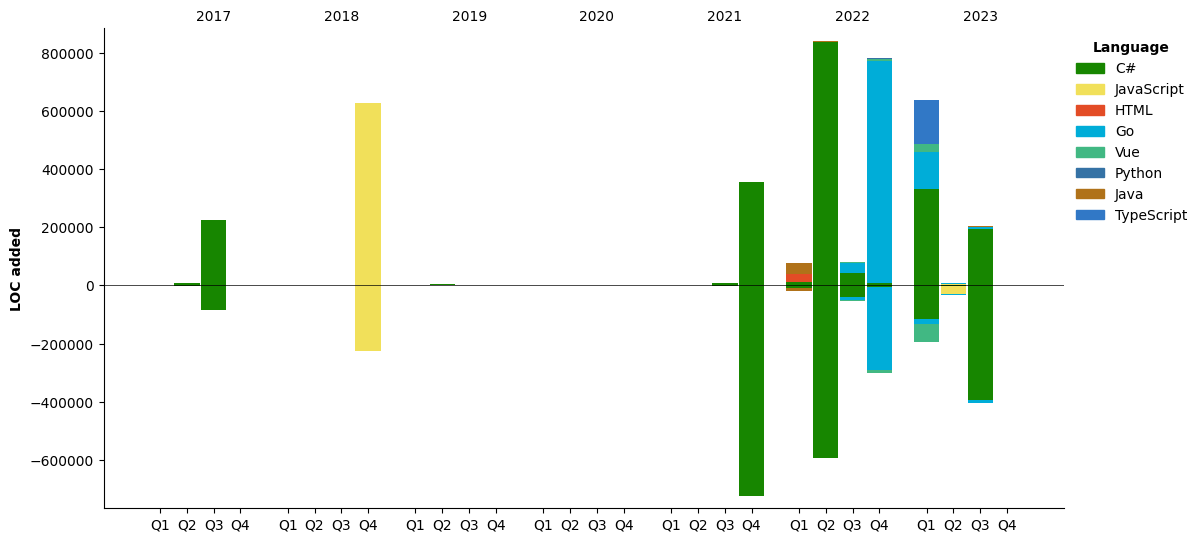 2017 2018 2019 2020 2021 2022 2023
Language
C#
JavaScript
HTML
Go
Vue
Python
Java
TypeScript
LOC added
800000
600000
400000
200000
0
−200000
−400000
−600000
Q1 Q2 Q3 Q4 Q1 Q2 Q3 Q4 Q1 Q2 Q3 Q4 Q1 Q2 Q3 Q4 Q1 Q2 Q3 Q4 Q1 Q2 Q3 Q4 Q1 Q2 Q3 Q4